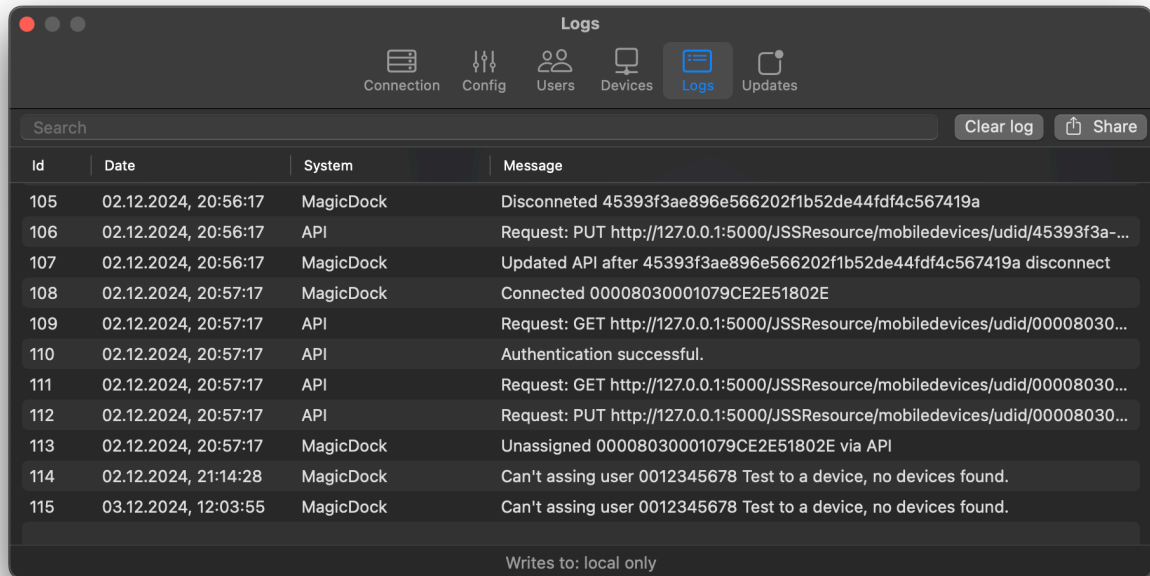 Logs
Connection Config Users Devices Logs Updates
Search Clear log Share
Id Date System Message
105 02.12.2024, 20:56:17 MagicDock Disconneted 45393f3ae896e566202f1b52de44fdf4c567419a
106 02.12.2024, 20:56:17 API Request: PUT http://127.0.0.1:5000/JSSResource/mobiledevices/udid/45393f3a-...
107 02.12.2024, 20:56:17 MagicDock Updated API after 45393f3ae896e566202f1b52de44fdf4c567419a disconnect
108 02.12.2024, 20:57:17 MagicDock Connected 00008030001079CE2E51802E
109 02.12.2024, 20:57:17 API Request: GET http://127.0.0.1:5000/JSSResource/mobiledevices/udid/00008030...
110 02.12.2024, 20:57:17 API Authentication successful.
111 02.12.2024, 20:57:17 API Request: GET http://127.0.0.1:5000/JSSResource/mobiledevices/udid/00008030...
112 02.12.2024, 20:57:17 API Request: PUT http://127.0.0.1:5000/JSSResource/mobiledevices/udid/00008030...
113 02.12.2024, 20:57:17 MagicDock Unassigned 00008030001079CE2E51802E via API
114 02.12.2024, 21:14:28 MagicDock Can't assing user 0012345678 Test to a device, no devices found.
115 03.12.2024, 12:03:55 MagicDock Can't assing user 0012345678 Test to a device, no devices found.
Writes to: local only